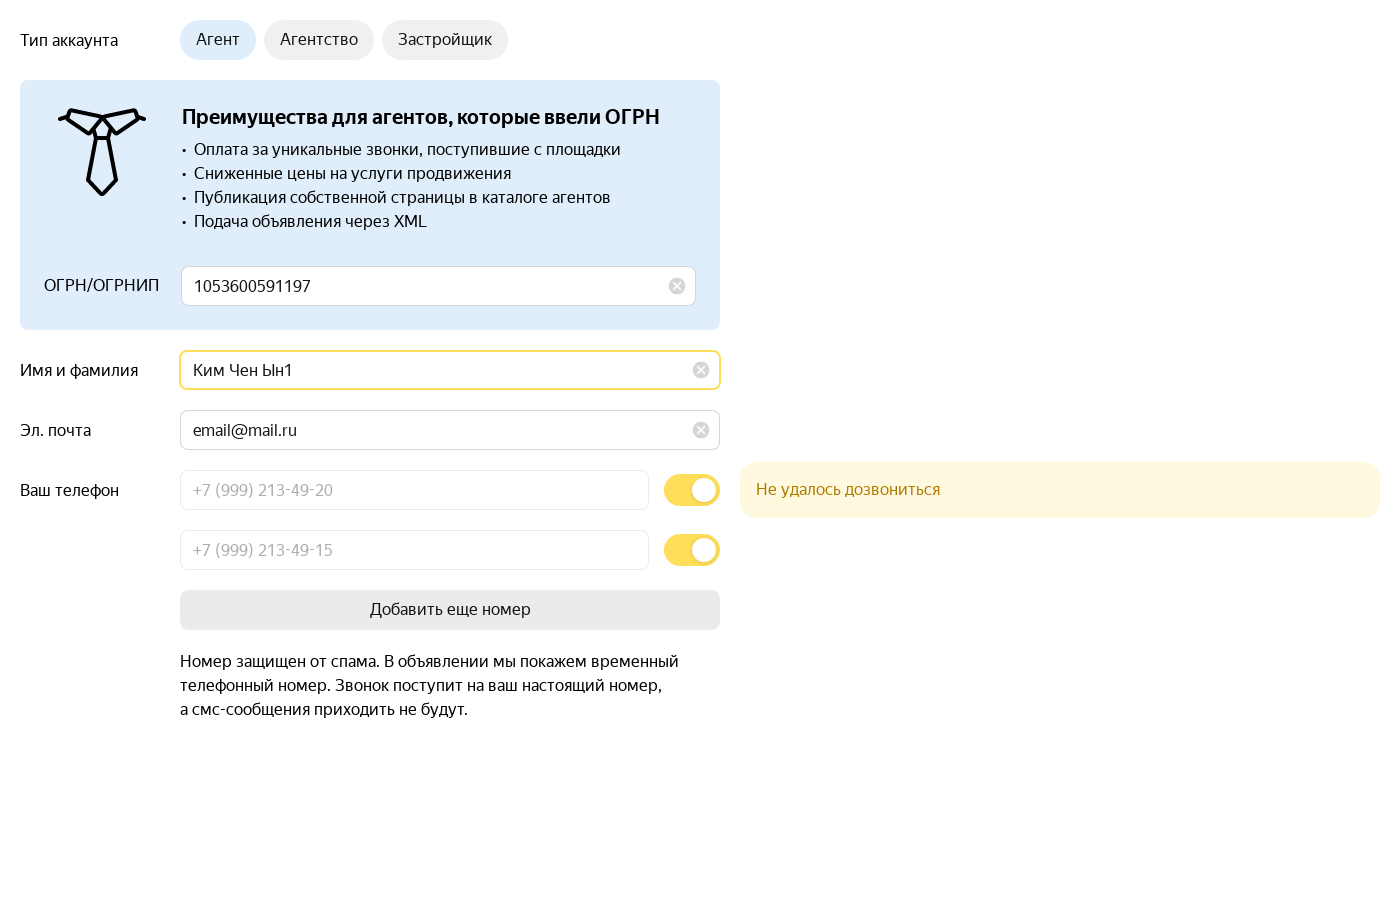 Тип аккаунта
Агент
Агентство
Застройщик
Преимущества для агентов, которые ввели ОГРН
• Оплата за уникальные звонки, поступившие с площадки
• Сниженные цены на услуги продвижения
• Публикация собственной страницы в каталоге агентов
• Подача объявления через XML
ОГРН/ОГРНИП
1053600591197
Имя и фамилия
Ким Чен Ын1
Эл. почта
email@mail.ru
Ваш телефон
+7 (999) 213-49-20
Не удалось дозвониться
+7 (999) 213-49-15
Добавить еще номер
Номер защищен от спама. В объявлении мы покажем временный
телефонный номер. Звонок поступит на ваш настоящий номер,
а смс-сообщения приходить не будут.